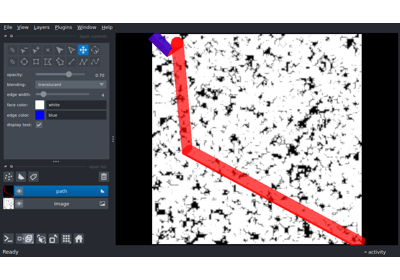 File View Layers Plugins Window Help
opacity: 0.70
blending: translucent
edge width: 4
face color: white
edge color: blue
display text:
path
Image
Ready
activity